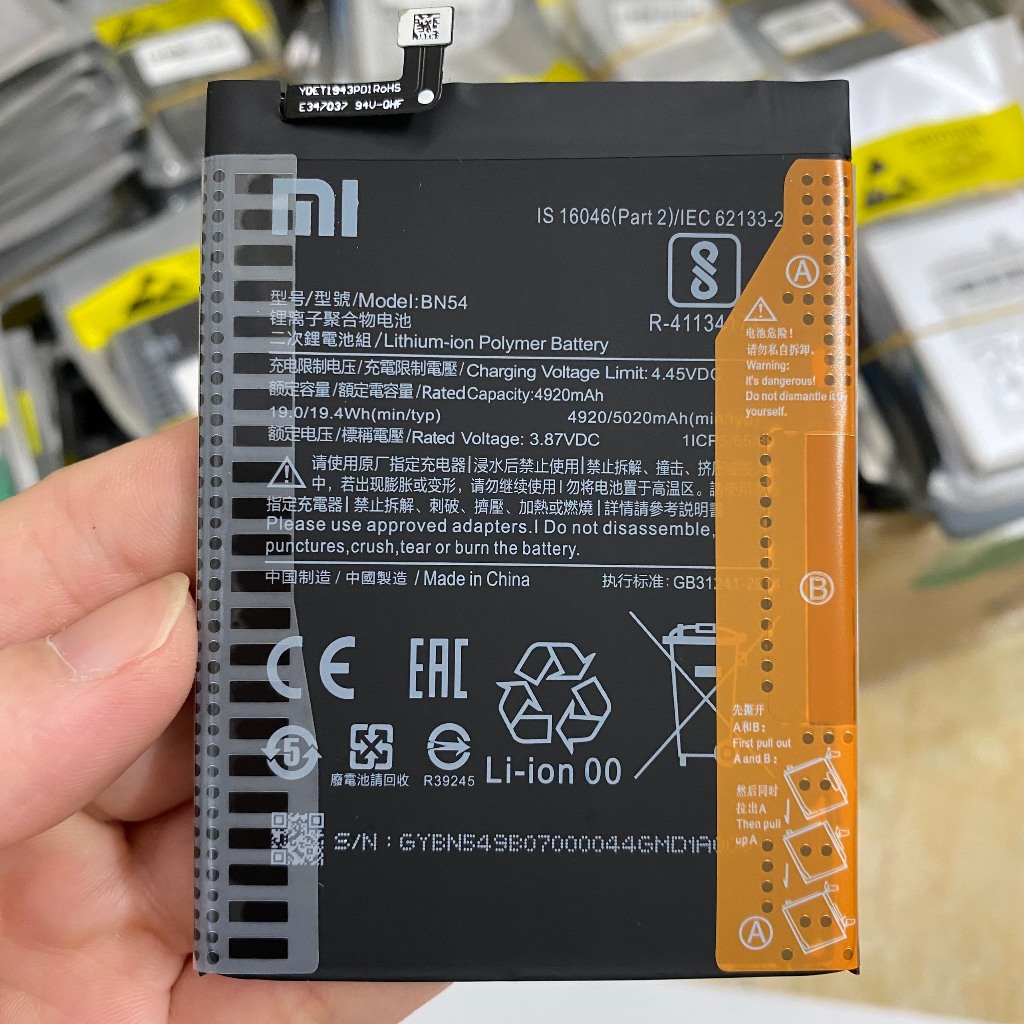 YDET1943PD1RoHS
E347037 94V-0HF
mi
IS 16046(Part 2)/IEC 62133-2
R-41134
型号/型號/Model:BN54
锂离子聚合物电池
二次鋰電池組/Lithium-ion Polymer Battery
充电限制电压/充電限制電壓/Charging Voltage Limit: 4.45VDC
额定容量/額定電容量/RatedCapacity:4920mAh
19.0/19.4Wh(min/typ) 4920/5020mAh(min/typ)
额定电压/標稱電壓/Rated Voltage: 3.87VDC
请使用原厂指定充电器|浸水后禁止使用|禁止拆解、撞击、挤压
中，若出现膨胀或变形，请勿继续使用|勿将电池置于高温区。
指定充電器|禁止拆解、刺破、擠壓、加熱或燃燒|詳情請參考説明書
Please use approved adapters.I Do not disassemble,
punctures,crush,tear or burn the battery.
中国制造/中國製造/Made in China
执行标准: GB31241-2014
CE EAC
5
廢電池請回收
R39245
Li-ion 00
S/N : GYBN549B07000044GMD1A
A
电池危险!
请勿私自拆卸.
Warning:
It's dangerous!
Do not dismantle it by
yourself.
B
先撕开
A和B:
First pull out
A and B:
然后同时
拉出A
Then pull
up A
A